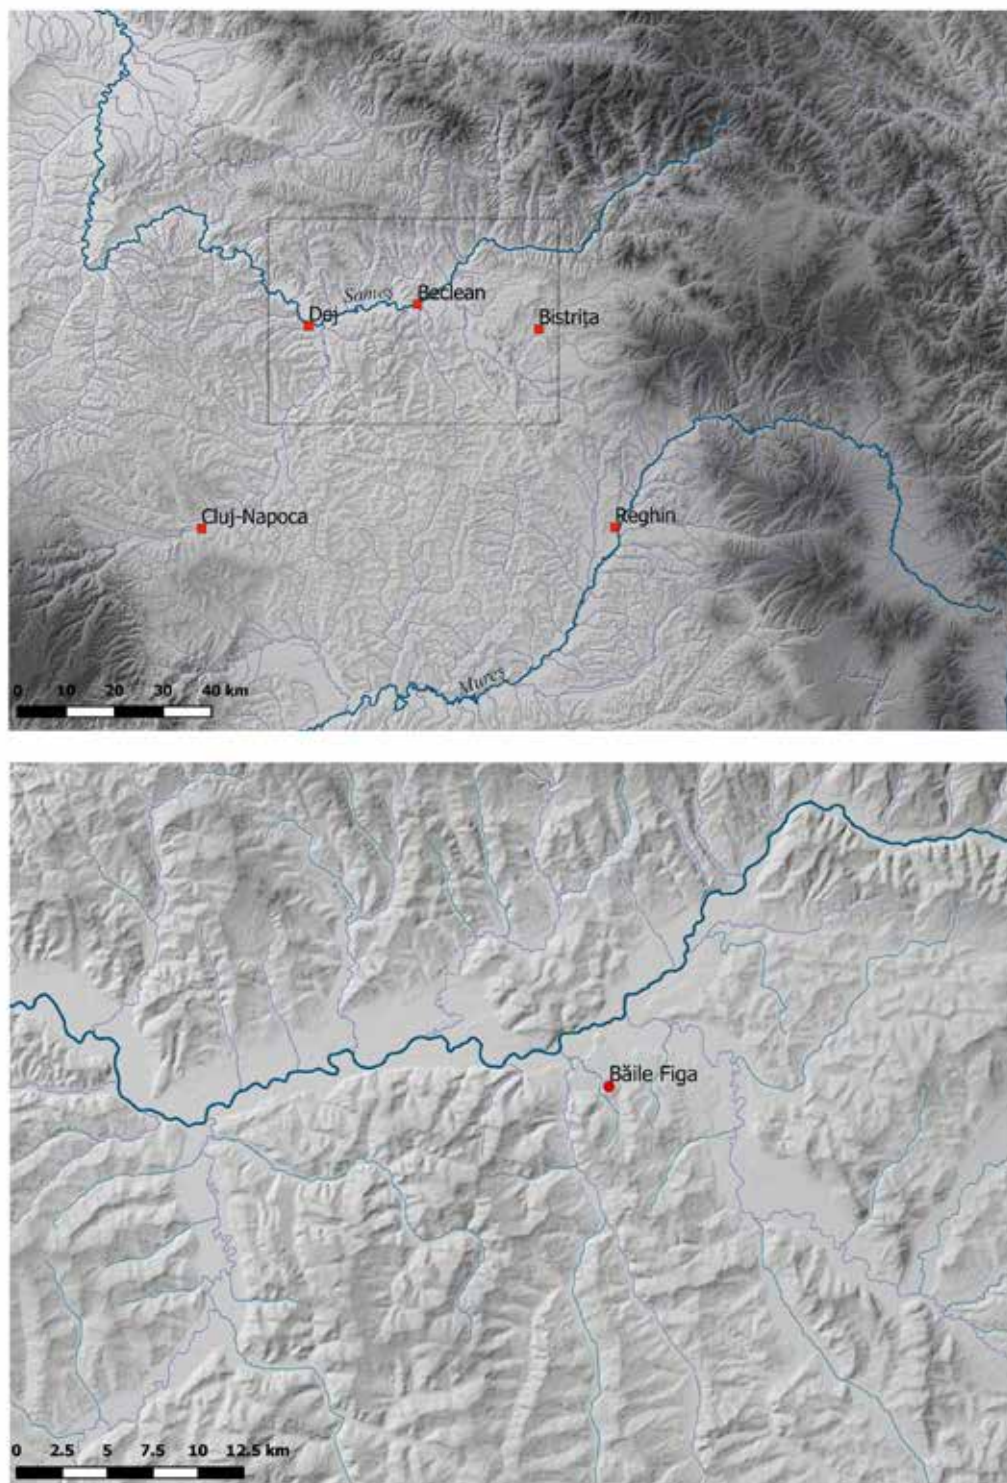 Someș
Beclean
Dej
Bistrița
Cluj-Napoca
Reghin
Mureș
0 10 20 30 40 km
Băile Figa
0 2.5 5 7.5 10 12.5 km